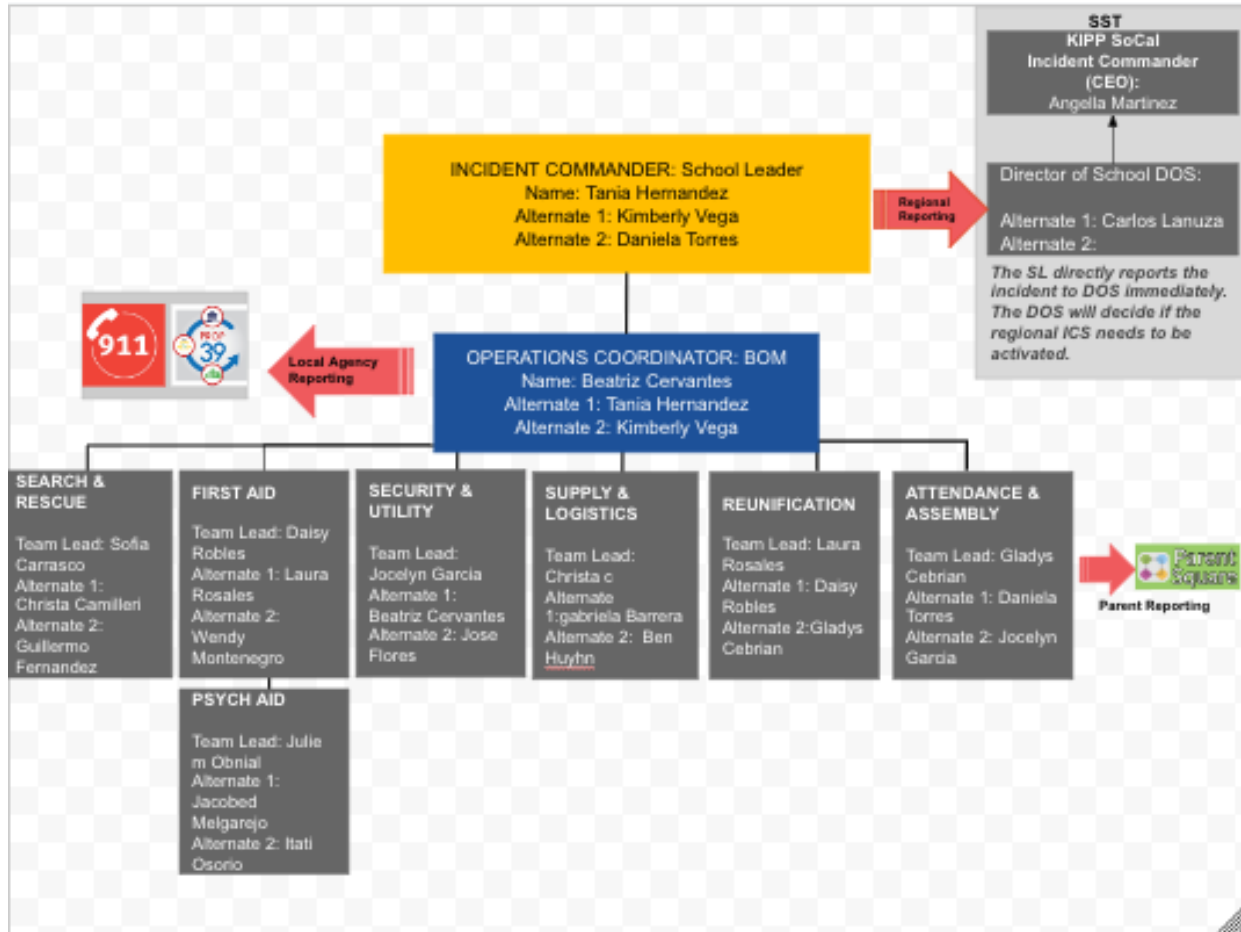 SST
KIPP SoCal
Incident Commander
(CEO):
Angella Martinez
INCIDENT COMMANDER: School Leader
Name: Tania Hernandez
Alternate 1: Kimberly Vega
Alternate 2: Daniela Torres
Regional
Reporting
Director of School DOS:
Alternate 1: Carlos Lanuza
Alternate 2:
The SL directly reports the
incident to DOS immediately.
The DOS will decide if the
regional ICS needs to be
activated.
911
PROP
39
Local Agency
Reporting
OPERATIONS COORDINATOR: BOM
Name: Beatriz Cervantes
Alternate 1: Tania Hernandez
Alternate 2: Kimberly Vega
SEARCH &
RESCUE
Team Lead: Sofia
Carrasco
Alternate 1:
Christa Camilleri
Alternate 2:
Guillermo
Fernandez
FIRST AID
Team Lead: Daisy
Robles
Alternate 1: Laura
Rosales
Alternate 2:
Wendy
Montenegro
SECURITY &
UTILITY
Team Lead:
Jocelyn Garcia
Alternate 1:
Beatriz Cervantes
Alternate 2: Jose
Flores
SUPPLY &
LOGISTICS
Team Lead:
Christa c
Alternate
1:gabriela Barrera
Alternate 2: Ben
Huyhn
REUNIFICATION
Team Lead: Laura
Rosales
Alternate 1: Daisy
Robles
Alternate 2:Gladys
Cebrian
ATTENDANCE &
ASSEMBLY
Team Lead: Gladys
Cebrian
Alternate 1: Daniela
Torres
Alternate 2: Jocelyn
Garcia
Parent
Square
Parent Reporting
PSYCH AID
Team Lead: Julie
m Obnial
Alternate 1:
Jacobed
Melgarejo
Alternate 2: Itati
Osorio